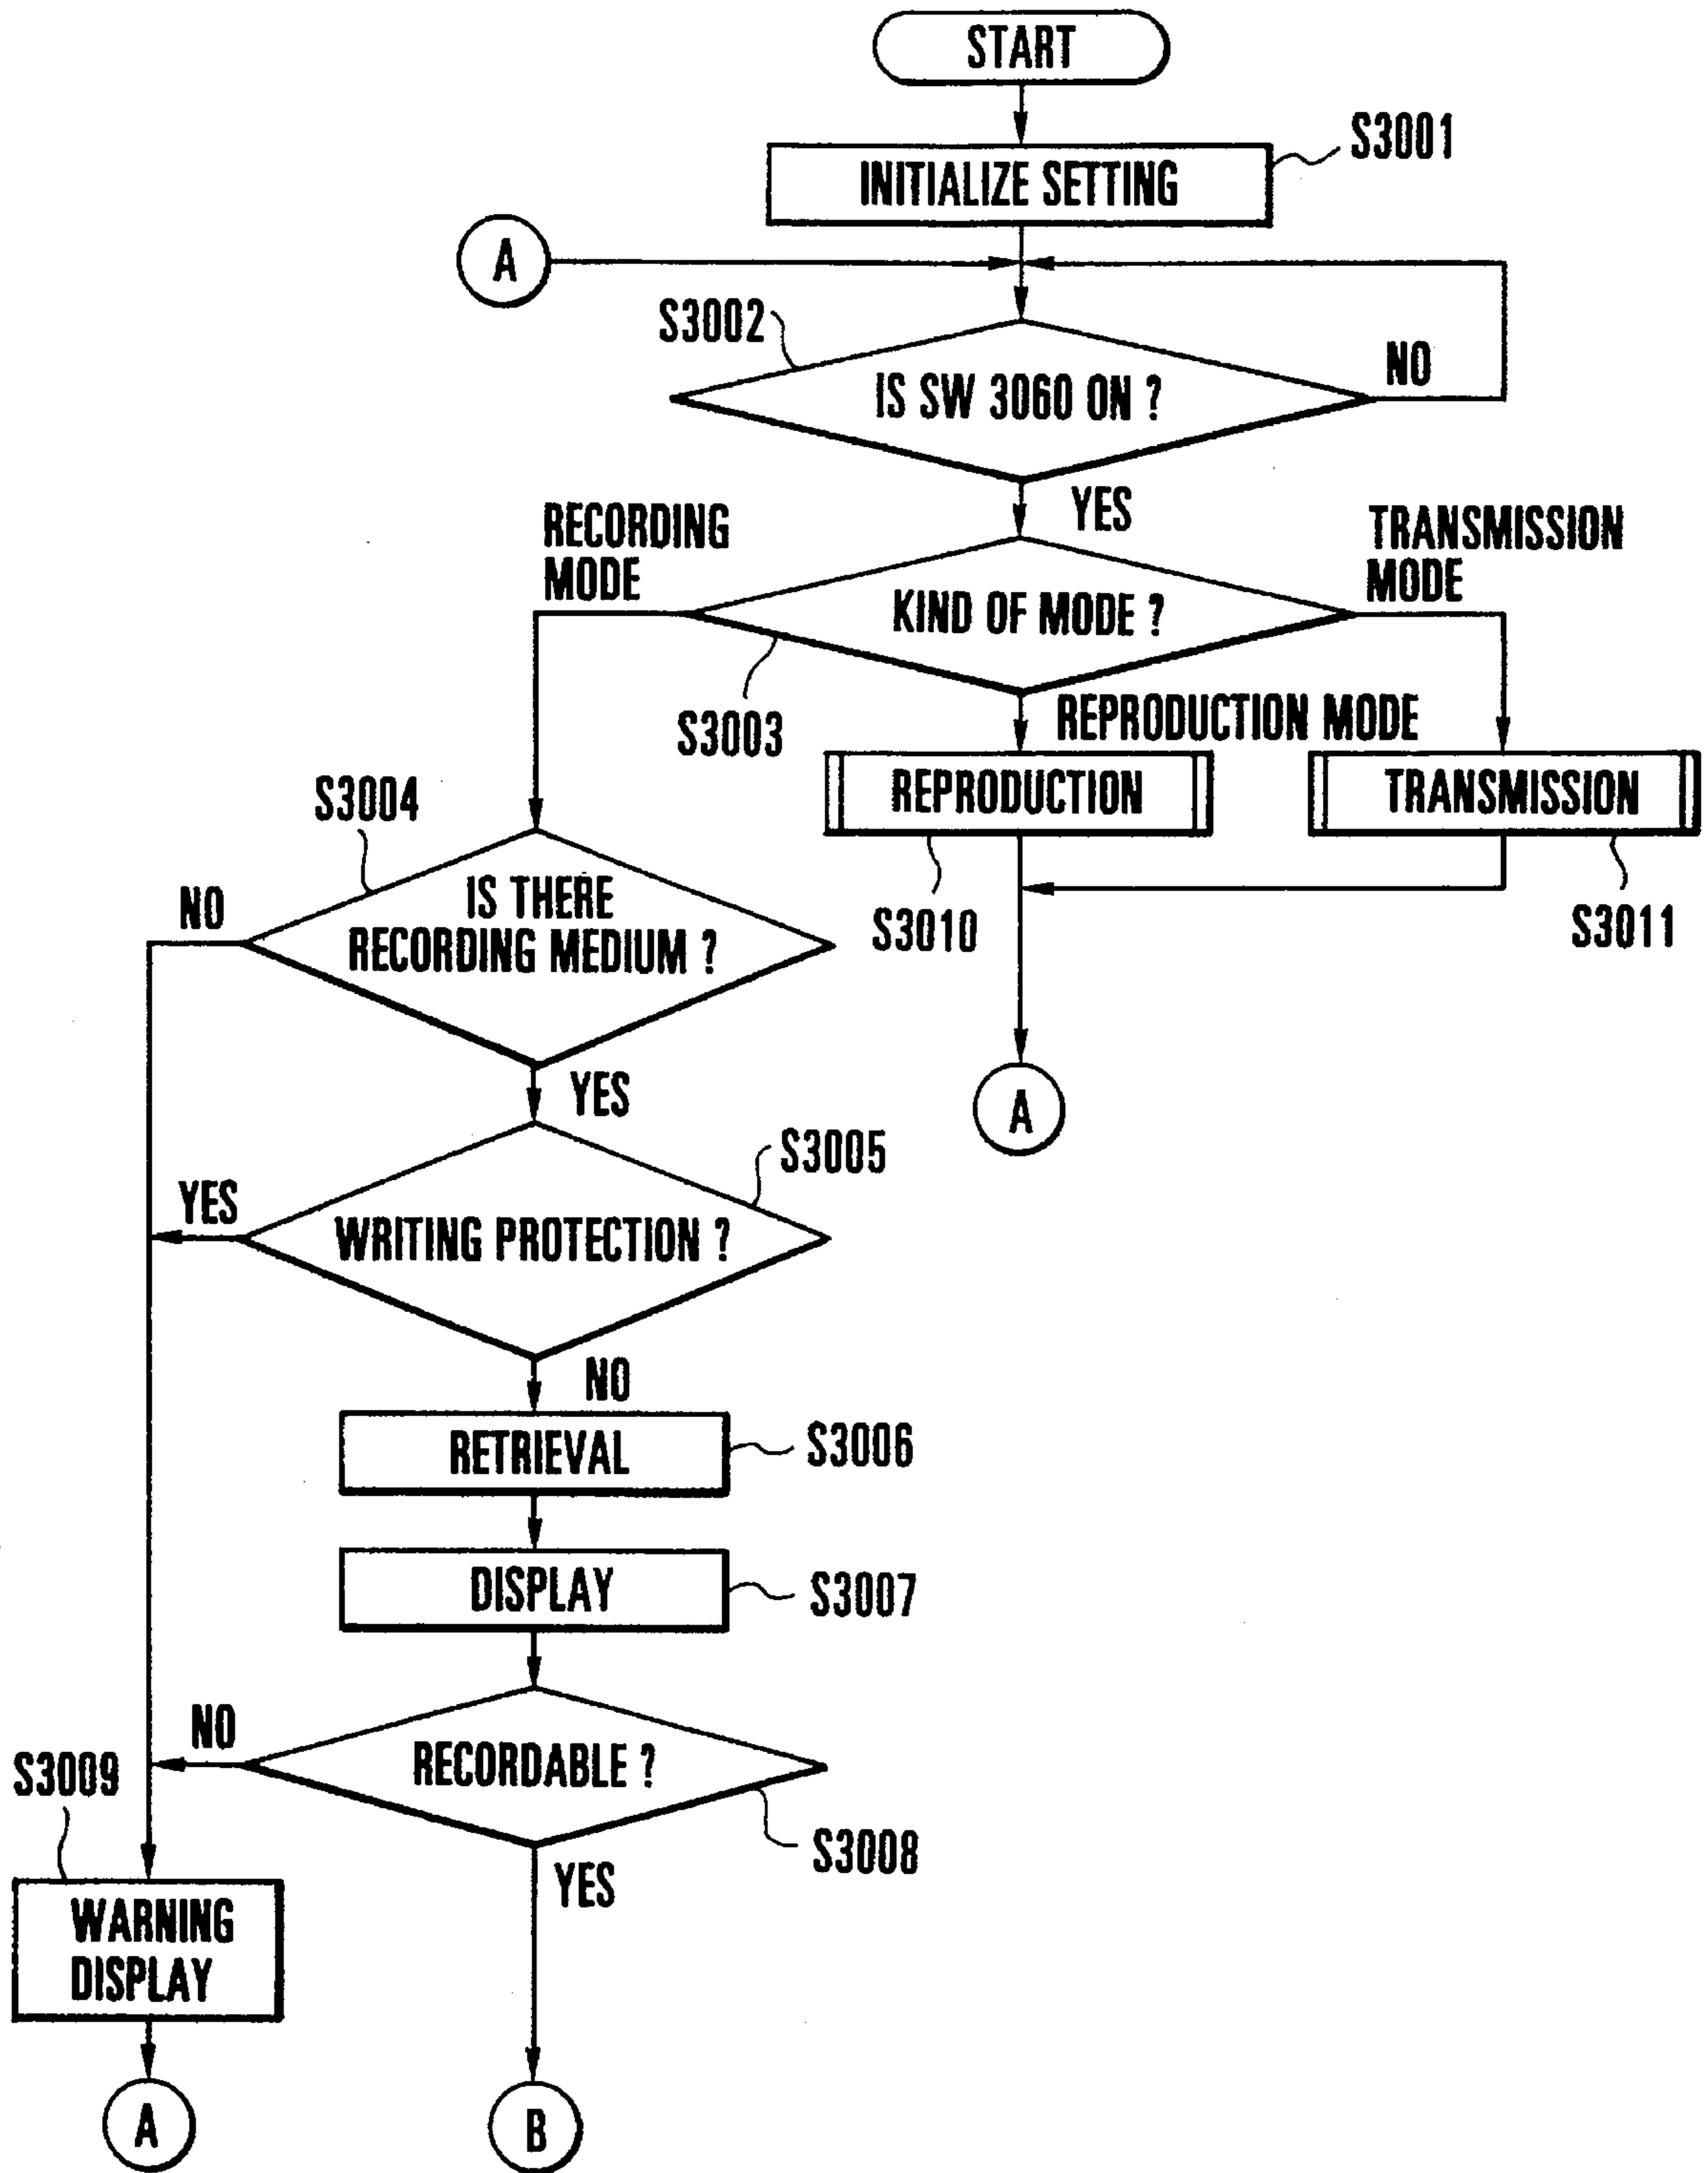 START
S3001
INITIALIZE SETTING
A
S3002
IS SW 3060 ON ?
NO
YES
RECORDING
MODE
TRANSMISSION
MODE
KIND OF MODE ?
S3003
REPRODUCTION MODE
REPRODUCTION
TRANSMISSION
S3010
S3011
A
S3004
NO
IS THERE
RECORDING MEDIUM ?
YES
S3005
YES
WRITING PROTECTION ?
NO
RETRIEVAL
S3006
DISPLAY
S3007
NO
RECORDABLE ?
S3008
S3009
YES
WARNING
DISPLAY
A
B